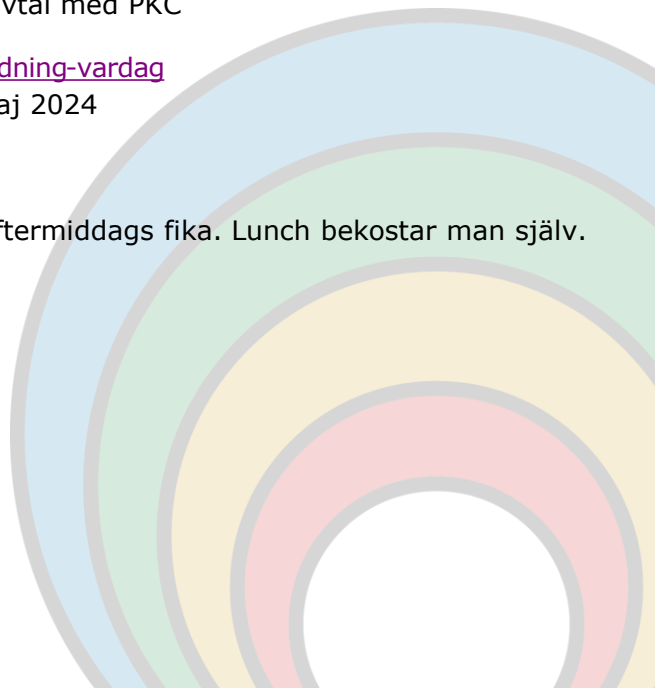 vtal med PKC
dning-vardag
aj 2024
ftermiddags fika. Lunch bekostar man själv.